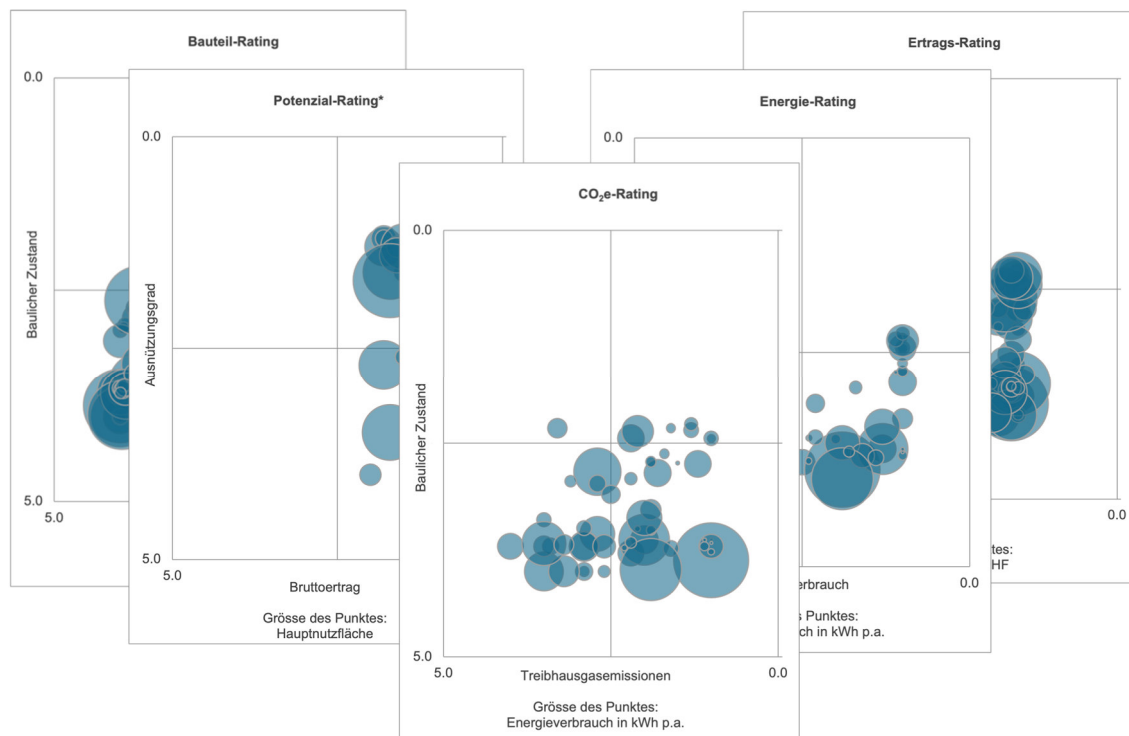 Bauteil-Rating
0.0
Baulicher Zustand
5.0
5.0
Potenzial-Rating*
0.0
Ausnützungsgrad
5.0
5.0
Bruttoertrag
Grösse des Punktes:
Hauptnutzfläche
CO₂e-Rating
0.0
Baulicher Zustand
5.0
5.0
0.0
Treibhausgasemissionen
Grösse des Punktes:
Energieverbrauch in kWh p.a.
Energie-Rating
0.0
0.0
erbrauch
s Punktes:
ch in kWh p.a.
Ertrags-Rating
0.0
tes:
HF